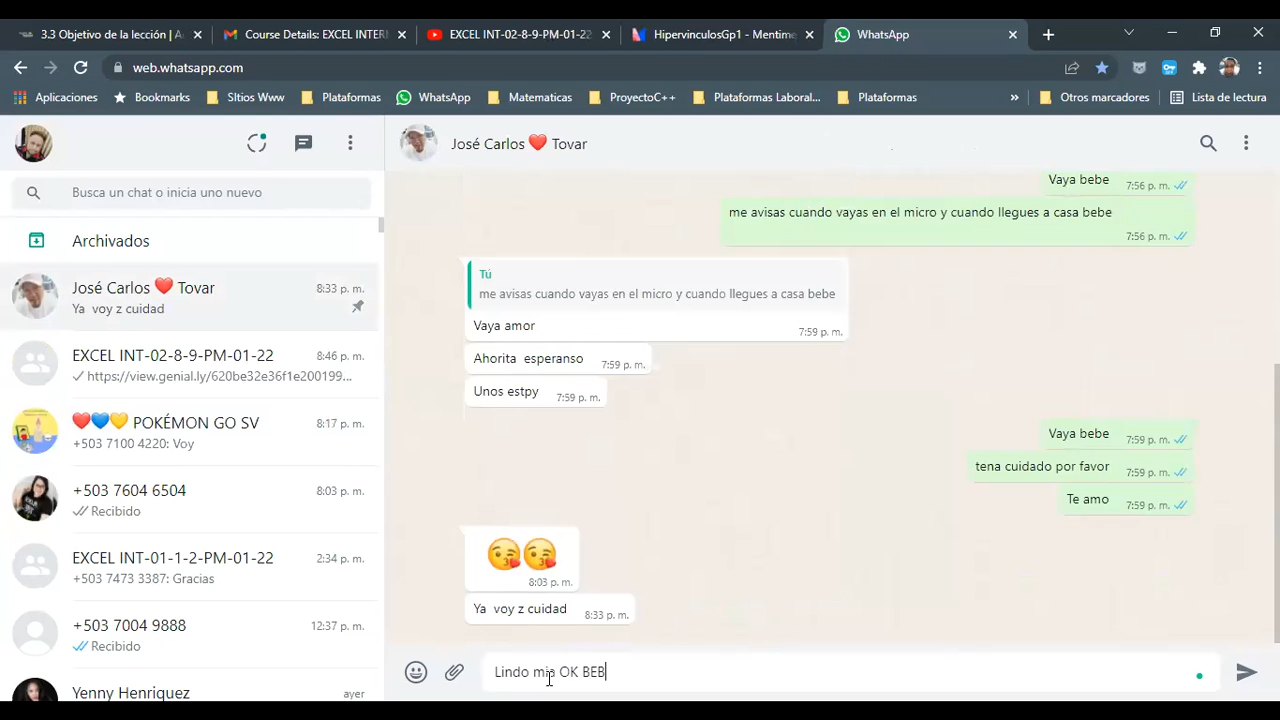 3.3 Objetivo de la lección | A
Course Details: EXCEL INTER
EXCEL INT-02-8-9-PM-01-22
HipervinculosGp1 - Mentime
WhatsApp
web.whatsapp.com
Aplicaciones
Bookmarks
SItios Www
Plataformas
WhatsApp
Matematicas
ProyectoC++
Plataformas Laboral...
Plataformas
»
Otros marcadores
Lista de lectura
José Carlos ❤️ Tovar
Busca un chat o inicia uno nuevo
Archivados
José Carlos ❤️ Tovar
8:33 p. m.
Ya voy z cuidad
EXCEL INT-02-8-9-PM-01-22
8:46 p. m.
https://view.genial.ly/620be32e36f1e200199...
❤️💙💛 POKÉMON GO SV
8:17 p. m.
+503 7100 4220: Voy
+503 7604 6504
8:03 p. m.
Recibido
EXCEL INT-01-1-2-PM-01-22
2:34 p. m.
+503 7473 3387: Gracias
+503 7004 9888
12:37 p. m.
Recibido
Yenny Henriquez
ayer
Vaya bebe
7:56 p. m.
me avisas cuando vayas en el micro y cuando llegues a casa bebe
7:56 p. m.
Tú
me avisas cuando vayas en el micro y cuando llegues a casa bebe
Vaya amor
7:59 p. m.
Ahorita esperanso
7:59 p. m.
Unos estpy
7:59 p. m.
Vaya bebe
7:59 p. m.
tena cuidado por favor
7:59 p. m.
Te amo
7:59 p. m.
😘😘
8:03 p. m.
Ya voy z cuidad
8:33 p. m.
Lindo mio OK BEB